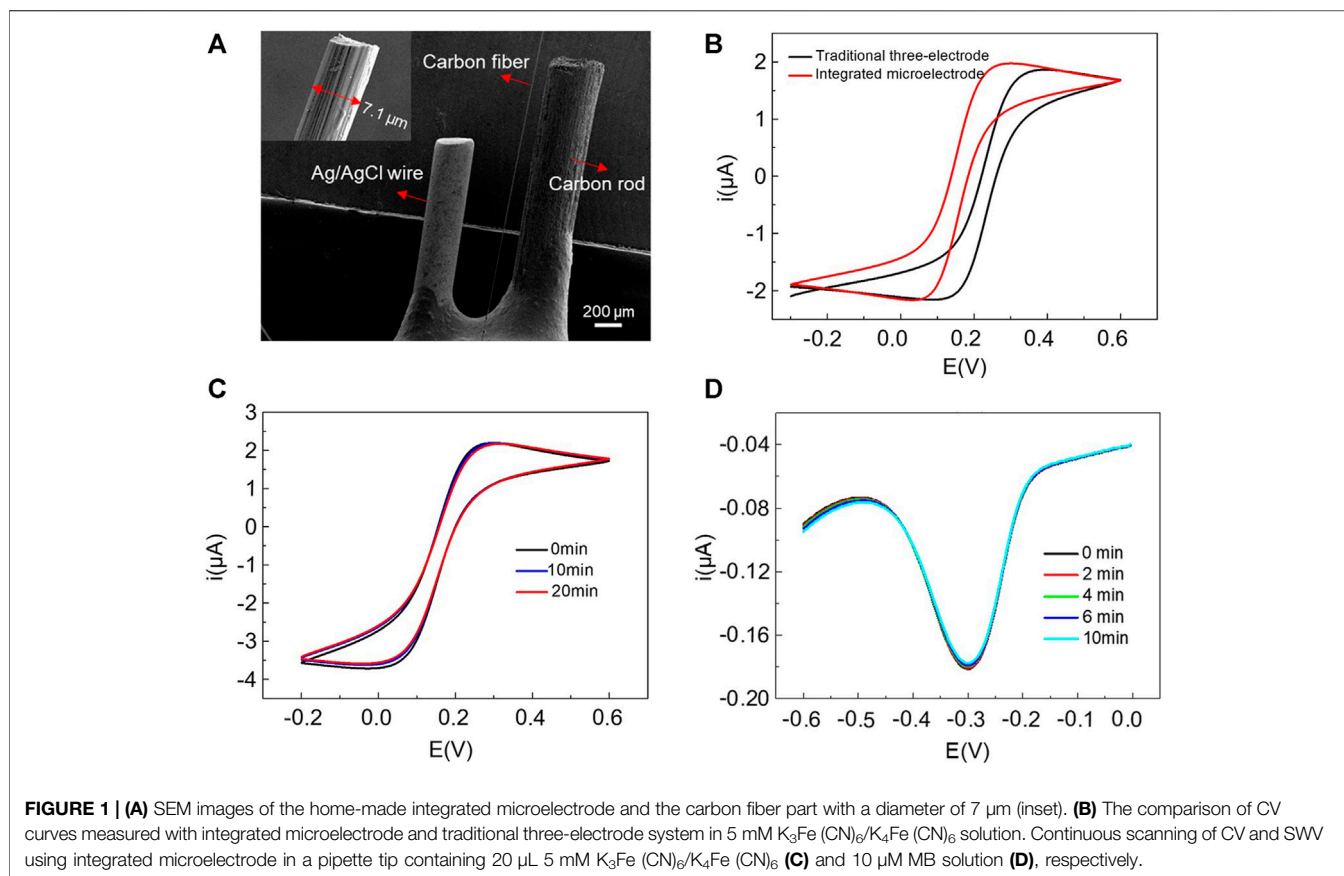 A
Carbon fiber
7.1 µm
Ag/AgCl wire
Carbon rod
200 µm
B
Traditional three-electrode
Integrated microelectrode
2
1
0
-1
-2
i(µA)
-0.2 0.0 0.2 0.4 0.6
E(V)
C
3
2
1
0
-1
-2
-3
-4
i(µA)
0min
10min
20min
-0.2 0.0 0.2 0.4 0.6
E(V)
D
-0.04
-0.08
-0.12
-0.16
-0.20
i(µA)
0 min
2 min
4 min
6 min
10min
-0.6 -0.5 -0.4 -0.3 -0.2 -0.1 0.0
E(V)
FIGURE 1 | (A) SEM images of the home-made integrated microelectrode and the carbon fiber part with a diameter of 7 µm (inset). (B) The comparison of CV
curves measured with integrated microelectrode and traditional three-electrode system in 5 mM K₃Fe (CN)₆/K₄Fe (CN)₆ solution. Continuous scanning of CV and SWV
using integrated microelectrode in a pipette tip containing 20 µL 5 mM K₃Fe (CN)₆/K₄Fe (CN)₆ (C) and 10 µM MB solution (D), respectively.